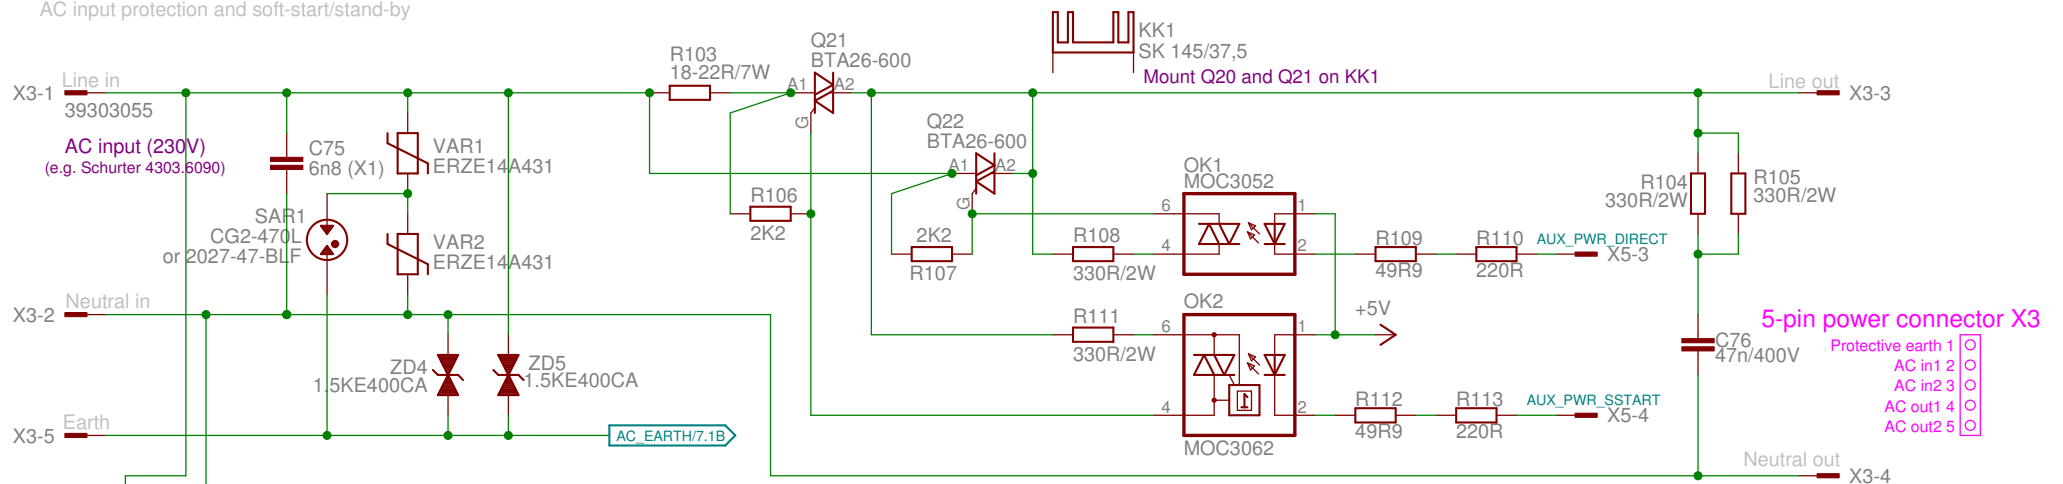 AC input protection and soft-start/stand-by
KK1
SK 145/37,5
Mount Q20 and Q21 on KK1
Q21
BTA26-600
R103
18-22R/7W
A1
A2
G
X3-1
Line in
39303055
Line out
X3-3
AC input (230V)
(e.g. Schurter 4303.6090)
C75
6n8 (X1)
VAR1
ERZE14A431
Q22
BTA26-600
A1
A2
G
R106
2K2
2K2
R107
OK1
MOC3052
6
4
1
2
R108
330R/2W
R109
49R9
R110
220R
AUX_PWR_DIRECT
X5-3
R104
330R/2W
R105
330R/2W
SAR1
CG2-470L
or 2027-47-BLF
VAR2
ERZE14A431
X3-2
Neutral in
OK2
6
4
1
2
MOC3062
R111
330R/2W
+5V
ZD4
1.5KE400CA
ZD5
1.5KE400CA
C76
47n/400V
R112
49R9
R113
220R
AUX_PWR_SSTART
X5-4
5-pin power connector X3
Protective earth 1
AC in1 2
AC in2 3
AC out1 4
AC out2 5
X3-5
Earth
AC_EARTH/7.1B
Neutral out
X3-4